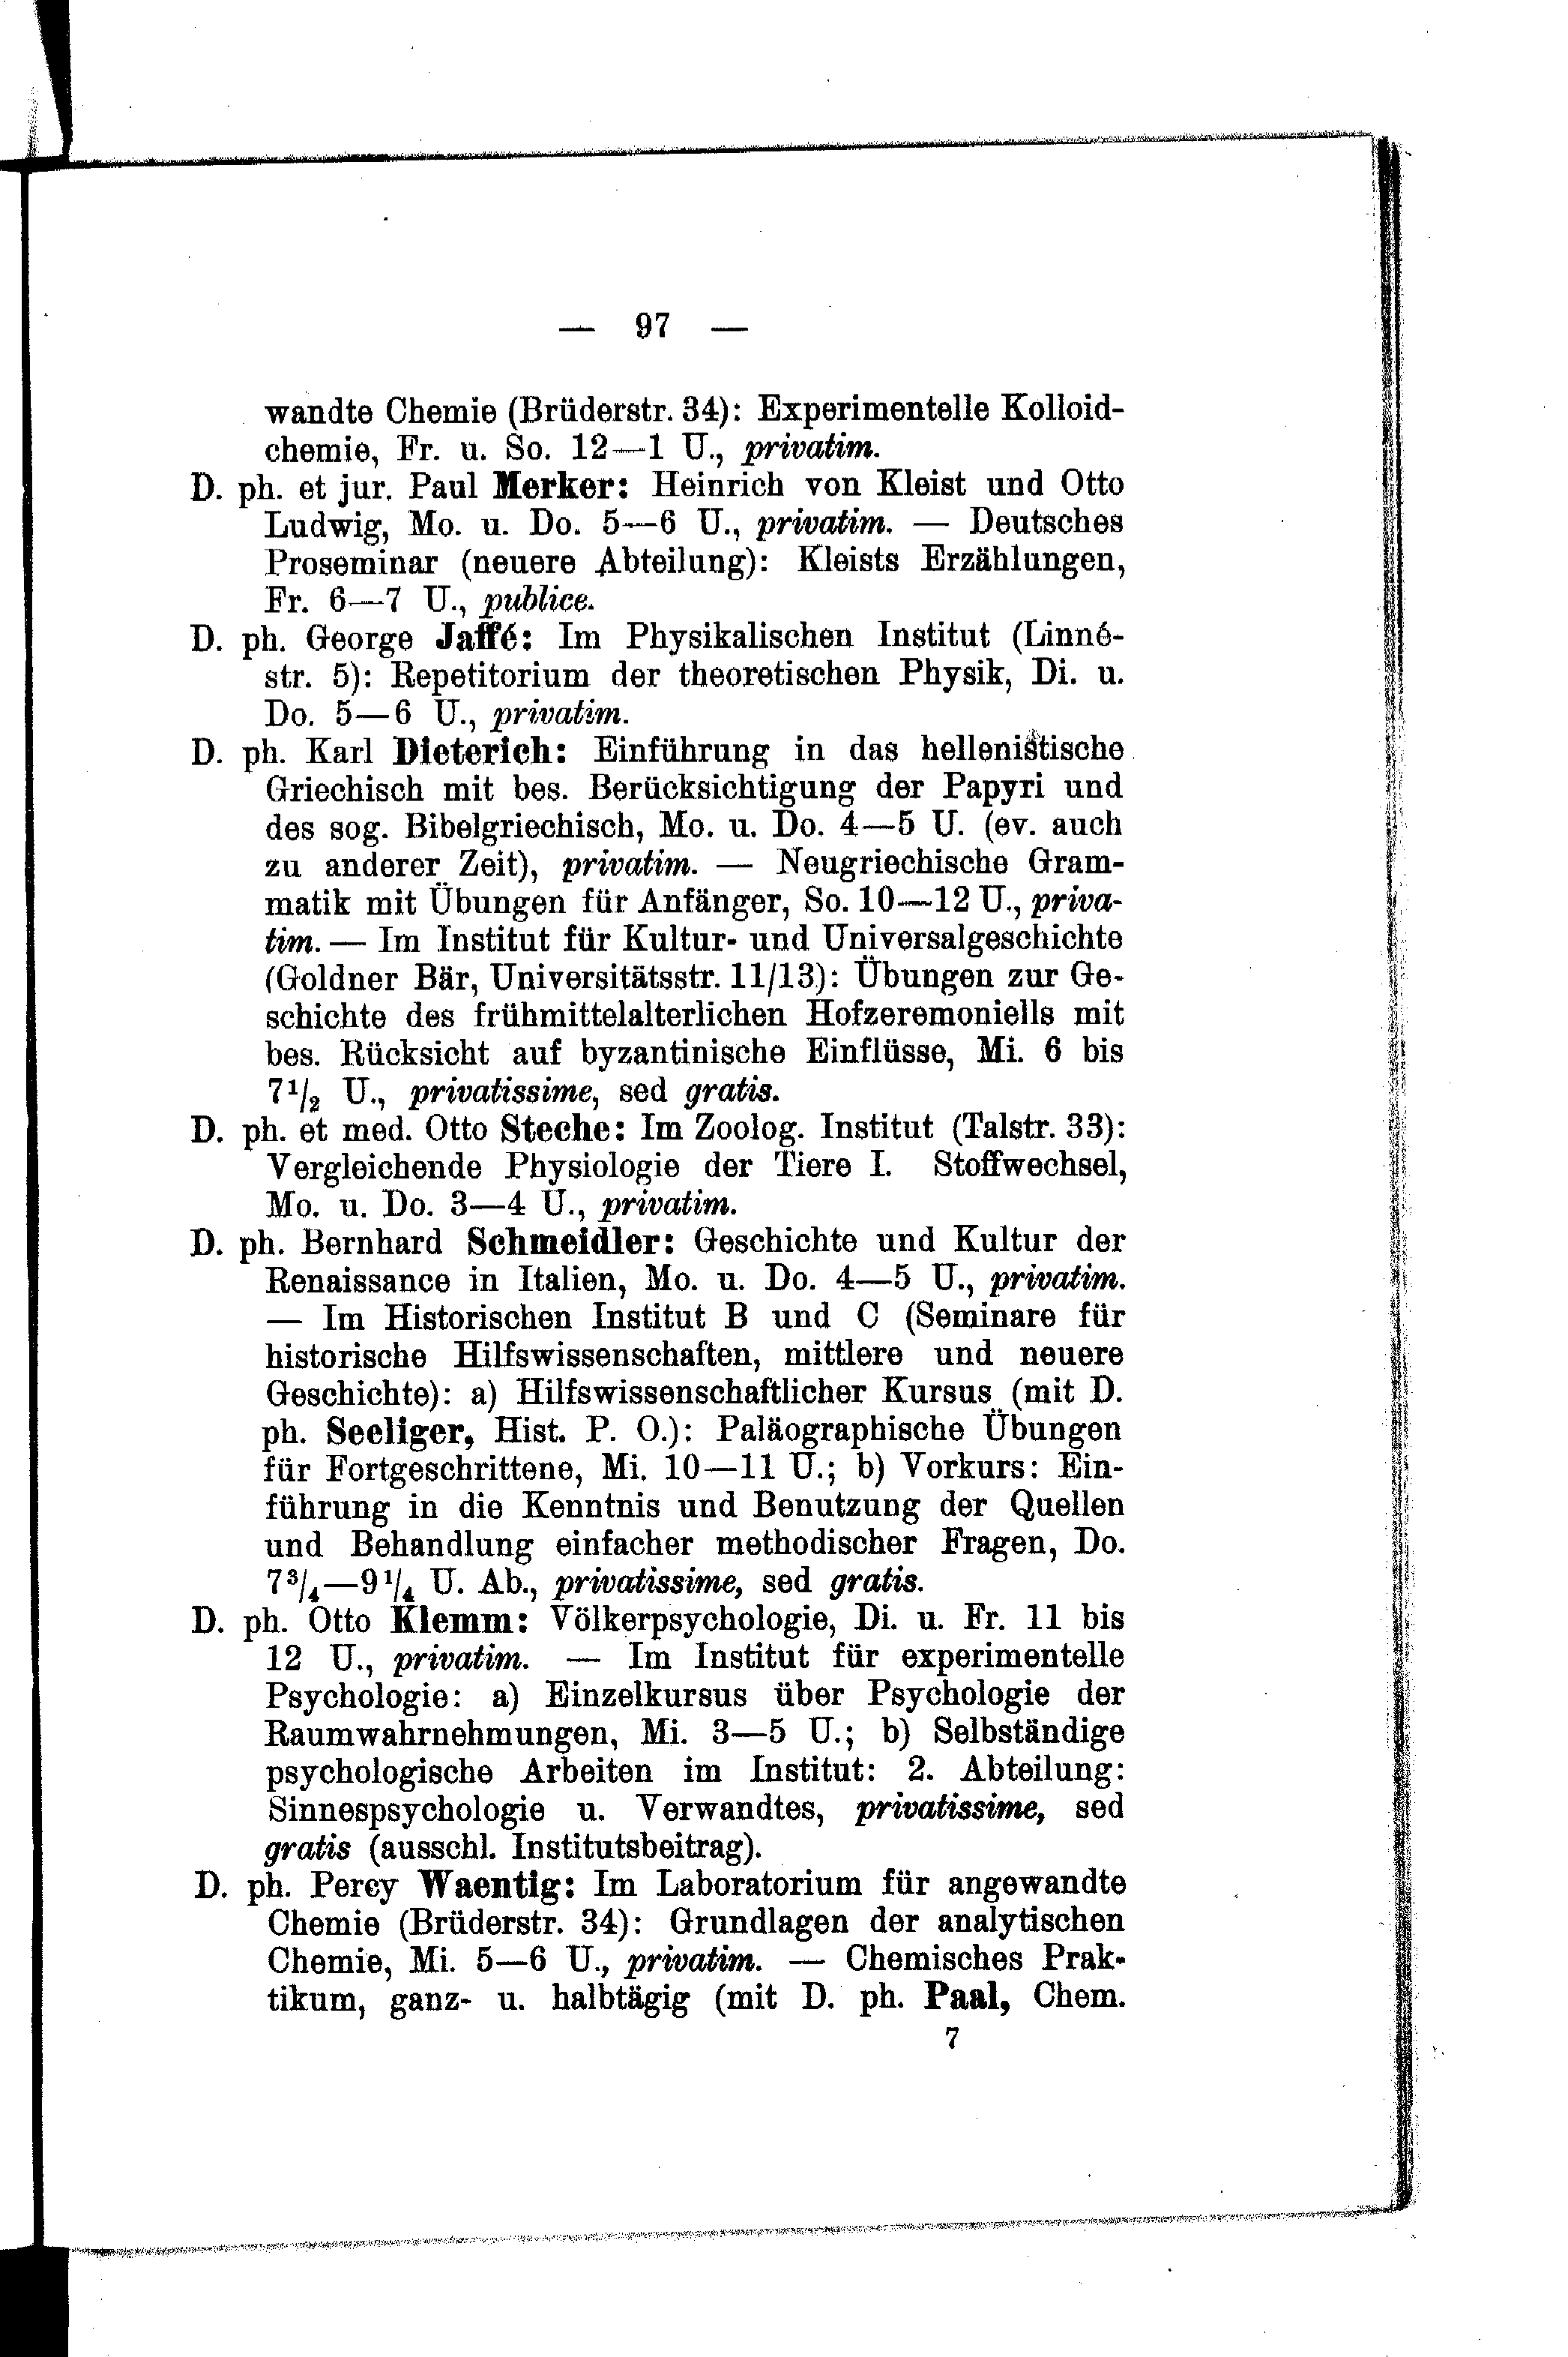 — 97 —
wandte Chemie (Brüderstr. 34): Experimentelle Kolloid-
chemie, Fr. u. So. 12—1 U., privatim.
D. ph. et jur. Paul Merker: Heinrich von Kleist und Otto
Ludwig, Mo. u. Do. 5—6 U., privatim. — Deutsches
Proseminar (neuere Abteilung): Kleists Erzählungen,
Fr. 6—7 U., publice.
D. ph. George Jaffé: Im Physikalischen Institut (Linné-
str. 5): Repetitorium der theoretischen Physik, Di. u.
Do. 5—6 U., privatim.
D. ph. Karl Dieterich: Einführung in das hellenistische
Griechisch mit bes. Berücksichtigung der Papyri und
des sog. Bibelgriechisch, Mo. u. Do. 4—5 U. (ev. auch
zu anderer Zeit), privatim. — Neugriechische Gram-
matik mit Übungen für Anfänger, So. 10—12 U., priva-
tim. — Im Institut für Kultur- und Universalgeschichte
(Goldner Bär, Universitätsstr. 11/13): Übungen zur Ge-
schichte des frühmittelalterlichen Hofzeremoniells mit
bes. Rücksicht auf byzantinische Einflüsse, Mi. 6 bis
7 1/2 U., privatissime, sed gratis.
D. ph. et med. Otto Steche: Im Zoolog. Institut (Talstr. 33):
Vergleichende Physiologie der Tiere I. Stoffwechsel,
Mo. u. Do. 3—4 U., privatim.
D. ph. Bernhard Schmeidler: Geschichte und Kultur der
Renaissance in Italien, Mo. u. Do. 4—5 U., privatim.
— Im Historischen Institut B und C (Seminare für
historische Hilfswissenschaften, mittlere und neuere
Geschichte): a) Hilfswissenschaftlicher Kursus (mit D.
ph. Seeliger, Hist. P. O.): Paläographische Übungen
für Fortgeschrittene, Mi. 10—11 U.; b) Vorkurs: Ein-
führung in die Kenntnis und Benutzung der Quellen
und Behandlung einfacher methodischer Fragen, Do.
7 3/4—9 1/4 U. Ab., privatissime, sed gratis.
D. ph. Otto Klemm: Völkerpsychologie, Di. u. Fr. 11 bis
12 U., privatim. — Im Institut für experimentelle
Psychologie: a) Einzelkursus über Psychologie der
Raumwahrnehmungen, Mi. 3—5 U.; b) Selbständige
psychologische Arbeiten im Institut: 2. Abteilung:
Sinnespsychologie u. Verwandtes, privatissime, sed
gratis (ausschl. Institutsbeitrag).
D. ph. Percy Waentig: Im Laboratorium für angewandte
Chemie (Brüderstr. 34): Grundlagen der analytischen
Chemie, Mi. 5—6 U., privatim. — Chemisches Prak-
tikum, ganz- u. halbtägig (mit D. ph. Paal, Chem.
7